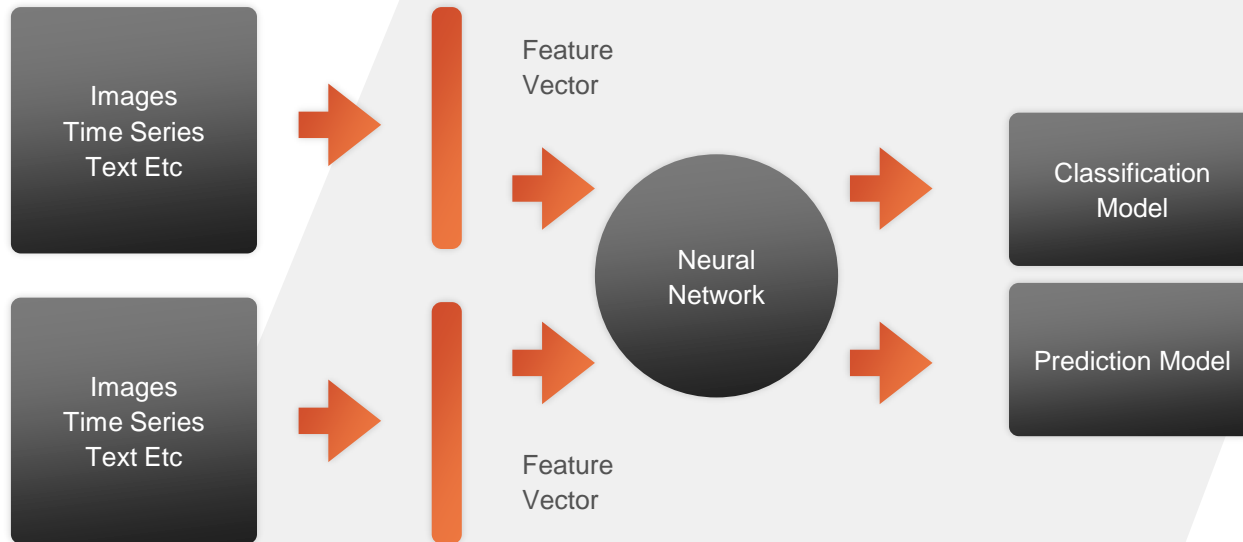 Images
Time Series
Text Etc
Feature
Vector
Neural
Network
Classification
Model
Prediction Model
Images
Time Series
Text Etc
Feature
Vector